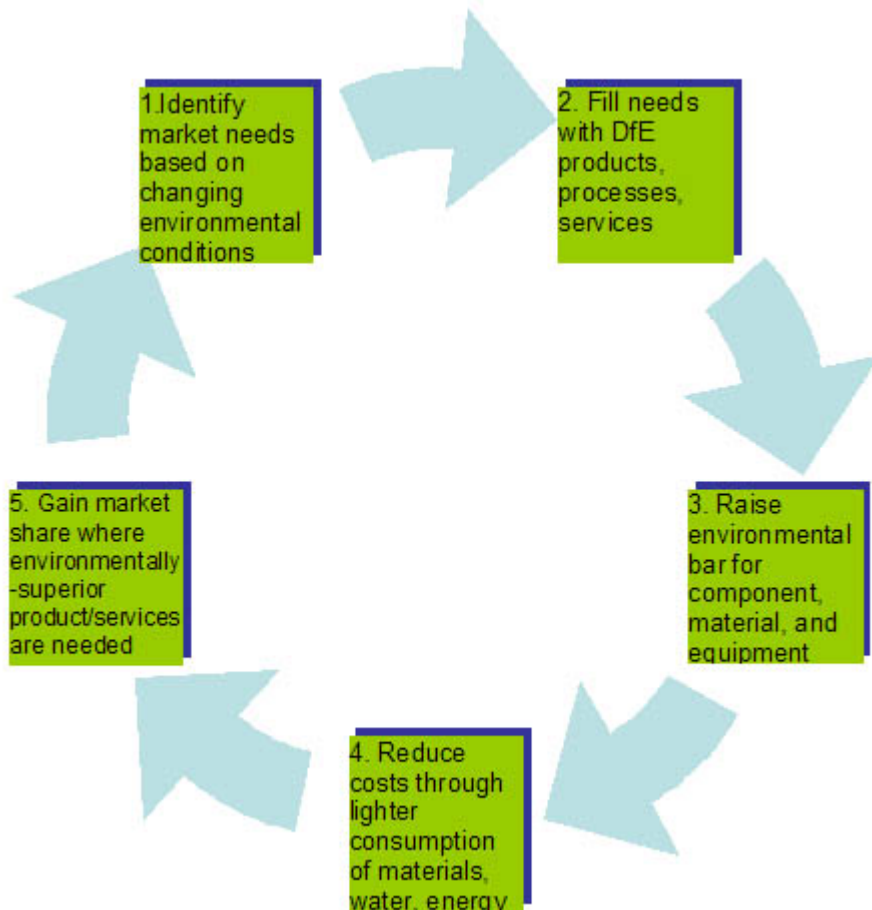 1.Identify
market needs
based on
changing
environmental
conditions
2. Fill needs
with DfE
products,
processes,
services
3. Raise
environmental
bar for
component,
material, and
equipment
4. Reduce
costs through
lighter
consumption
of materials,
water, energy
5. Gain market
share where
environmentally
-superior
product/services
are needed